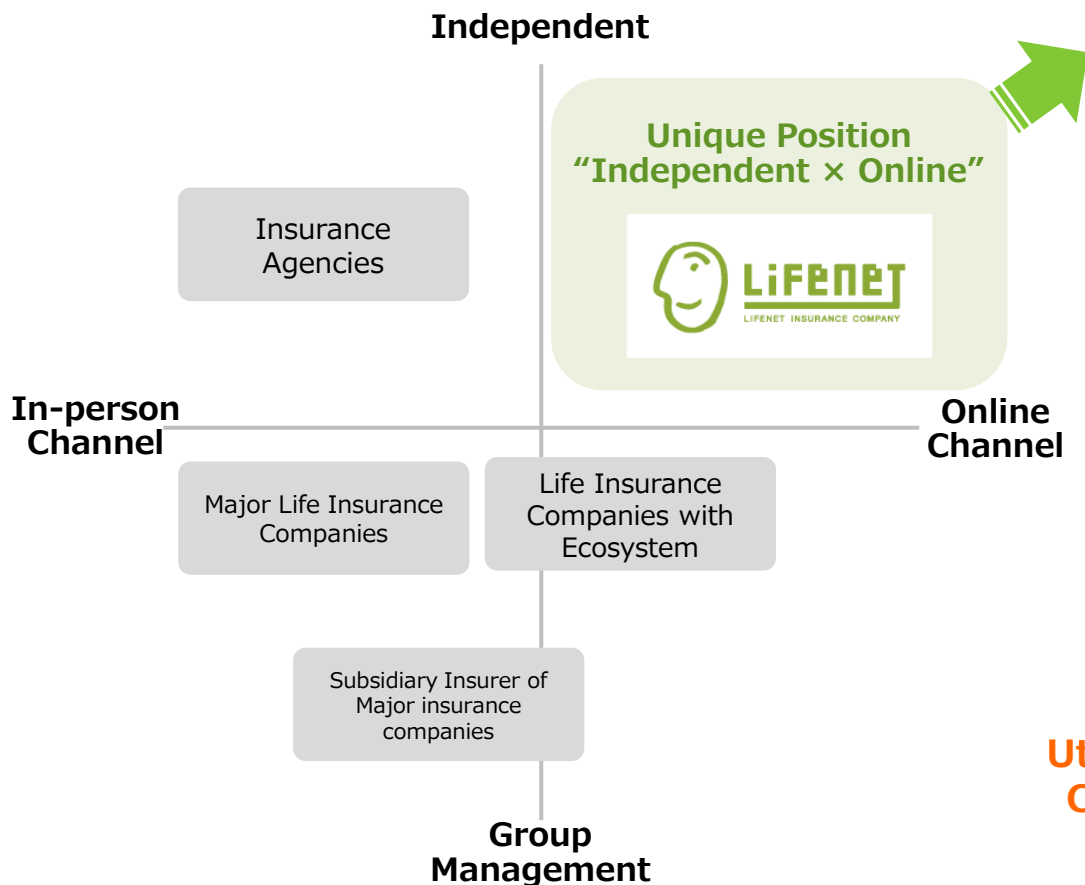 Independent
Unique Position
“Independent × Online”
Insurance
Agencies
LIFENET
LIFENET INSURANCE COMPANY
In-person
Channel
Online
Channel
Major Life Insurance
Companies
Life Insurance
Companies with
Ecosystem
Subsidiary Insurer of
Major insurance
companies
Ut
Group
Management